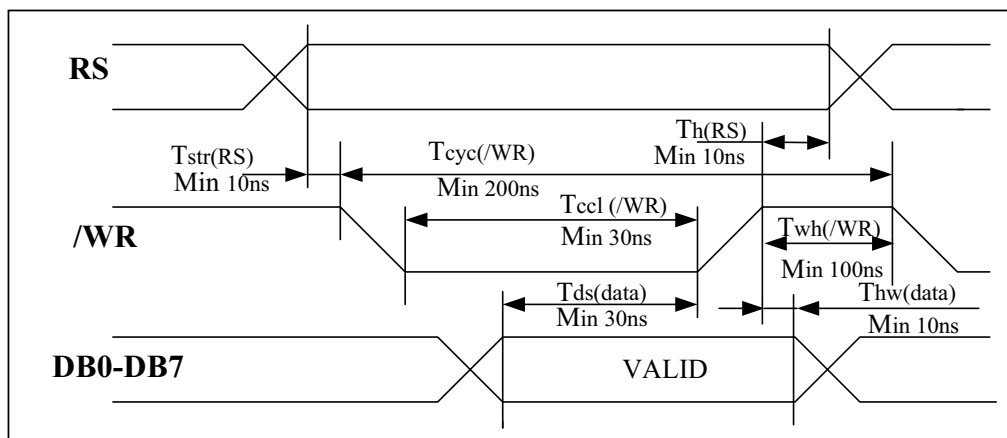 RS
Th(RS)
Min 10ns
Tstr(RS)
Min 10ns
Tcyc(/WR)
Min 200ns
/WR
Tccl (/WR)
Min 30ns
Twh(/WR)
Min 100ns
Tds(data)
Min 30ns
Thw(data)
Min 10ns
DB0-DB7
VALID